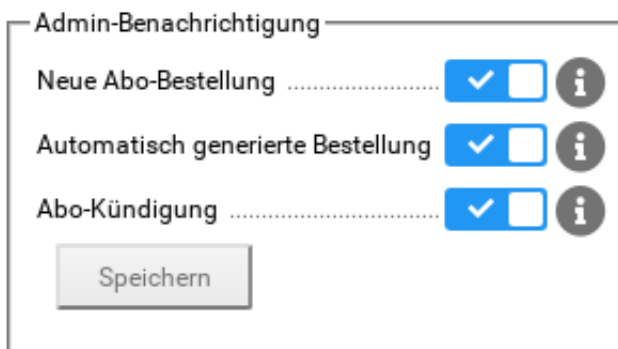 Admin-Benachrichtigung
Neue Abo-Bestellung ........................
Automatisch generierte Bestellung
Abo-Kündigung .................................
Speichern